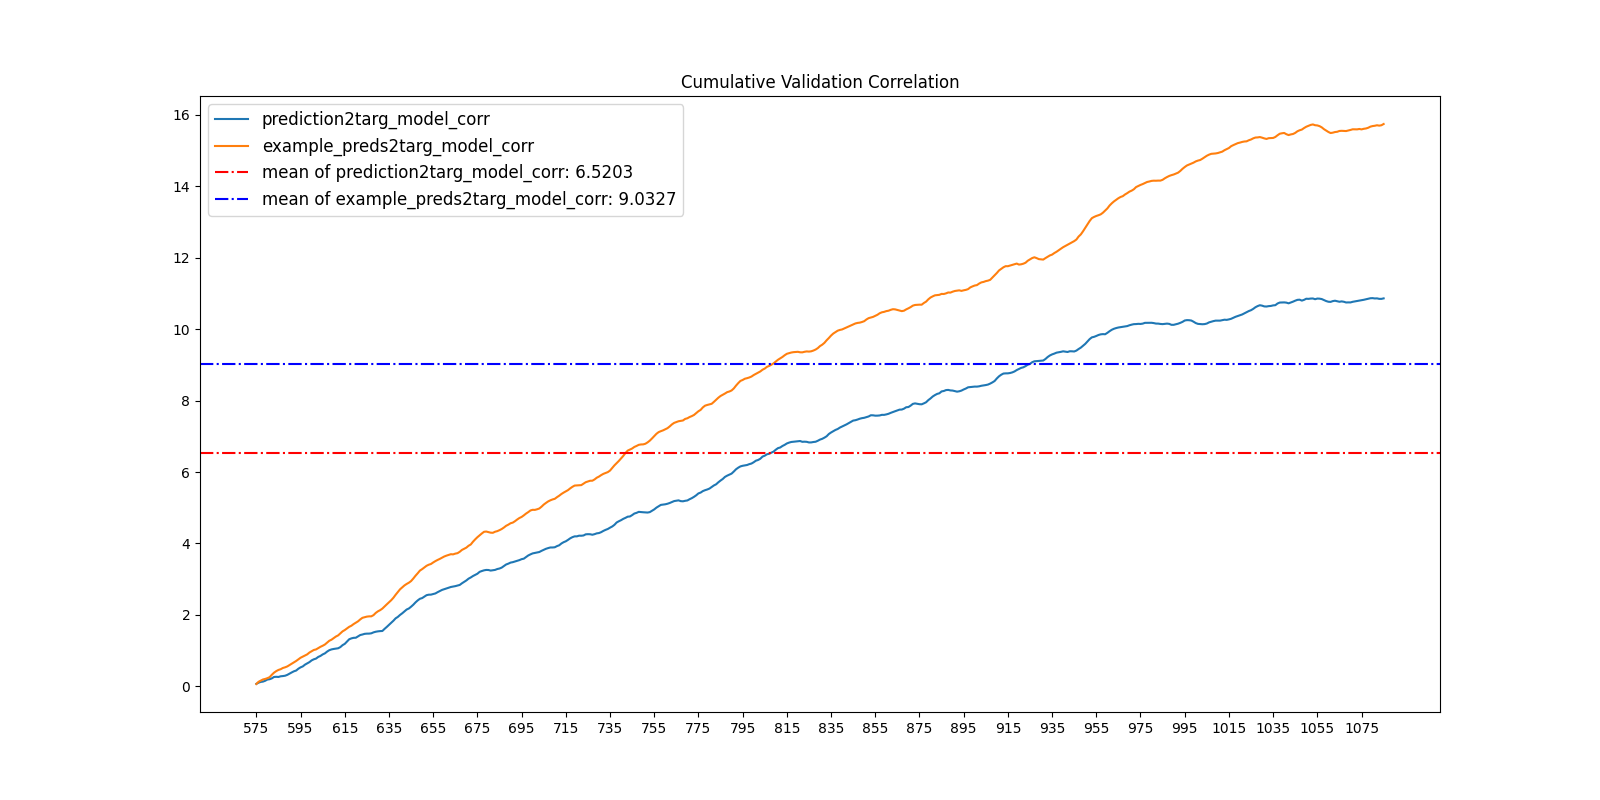 Cumulative Validation Correlation
prediction2targ_model_corr
example_preds2targ_model_corr
mean of prediction2targ_model_corr: 6.5203
mean of example_preds2targ_model_corr: 9.0327
16
14
12
10
8
6
4
2
0
575 595 615 635 655 675 695 715 735 755 775 795 815 835 855 875 895 915 935 955 975 995 1015 1035 1055 1075